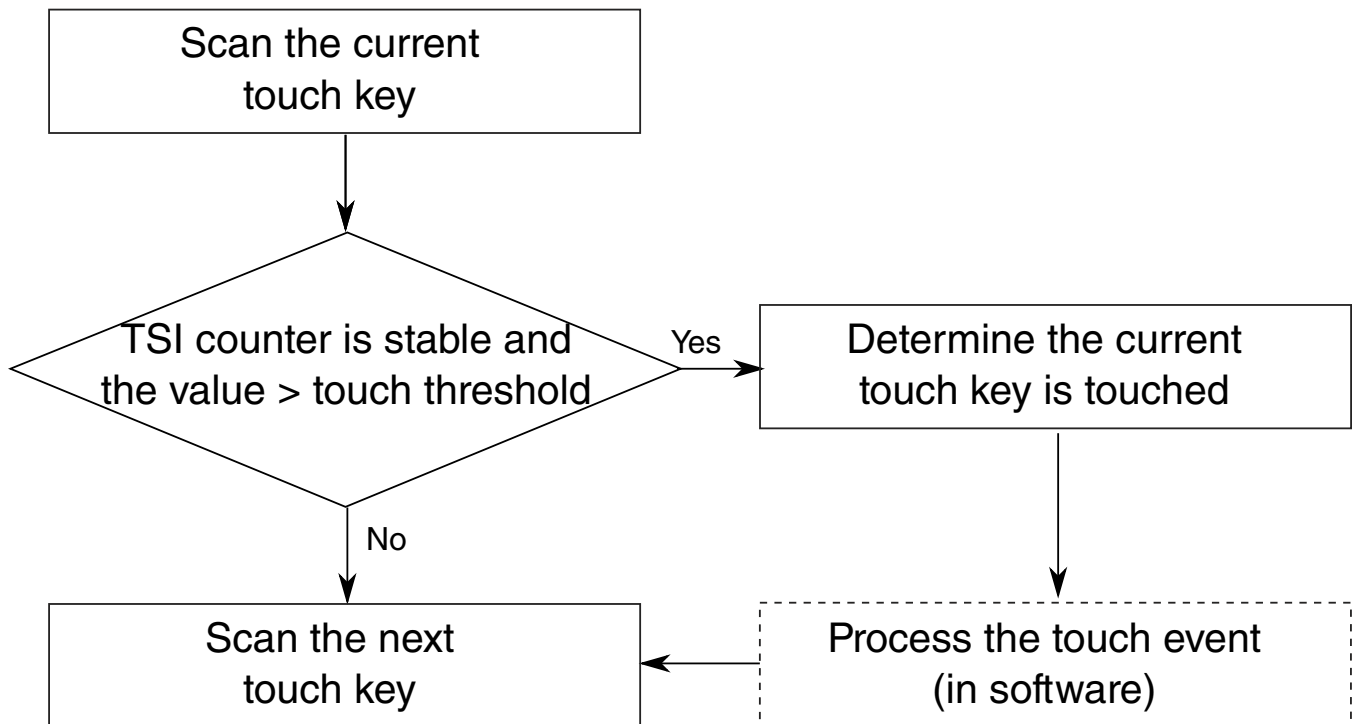 Scan the current
touch key
TSI counter is stable and
the value > touch threshold
Yes
Determine the current
touch key is touched
No
Scan the next
touch key
Process the touch event
(in software)